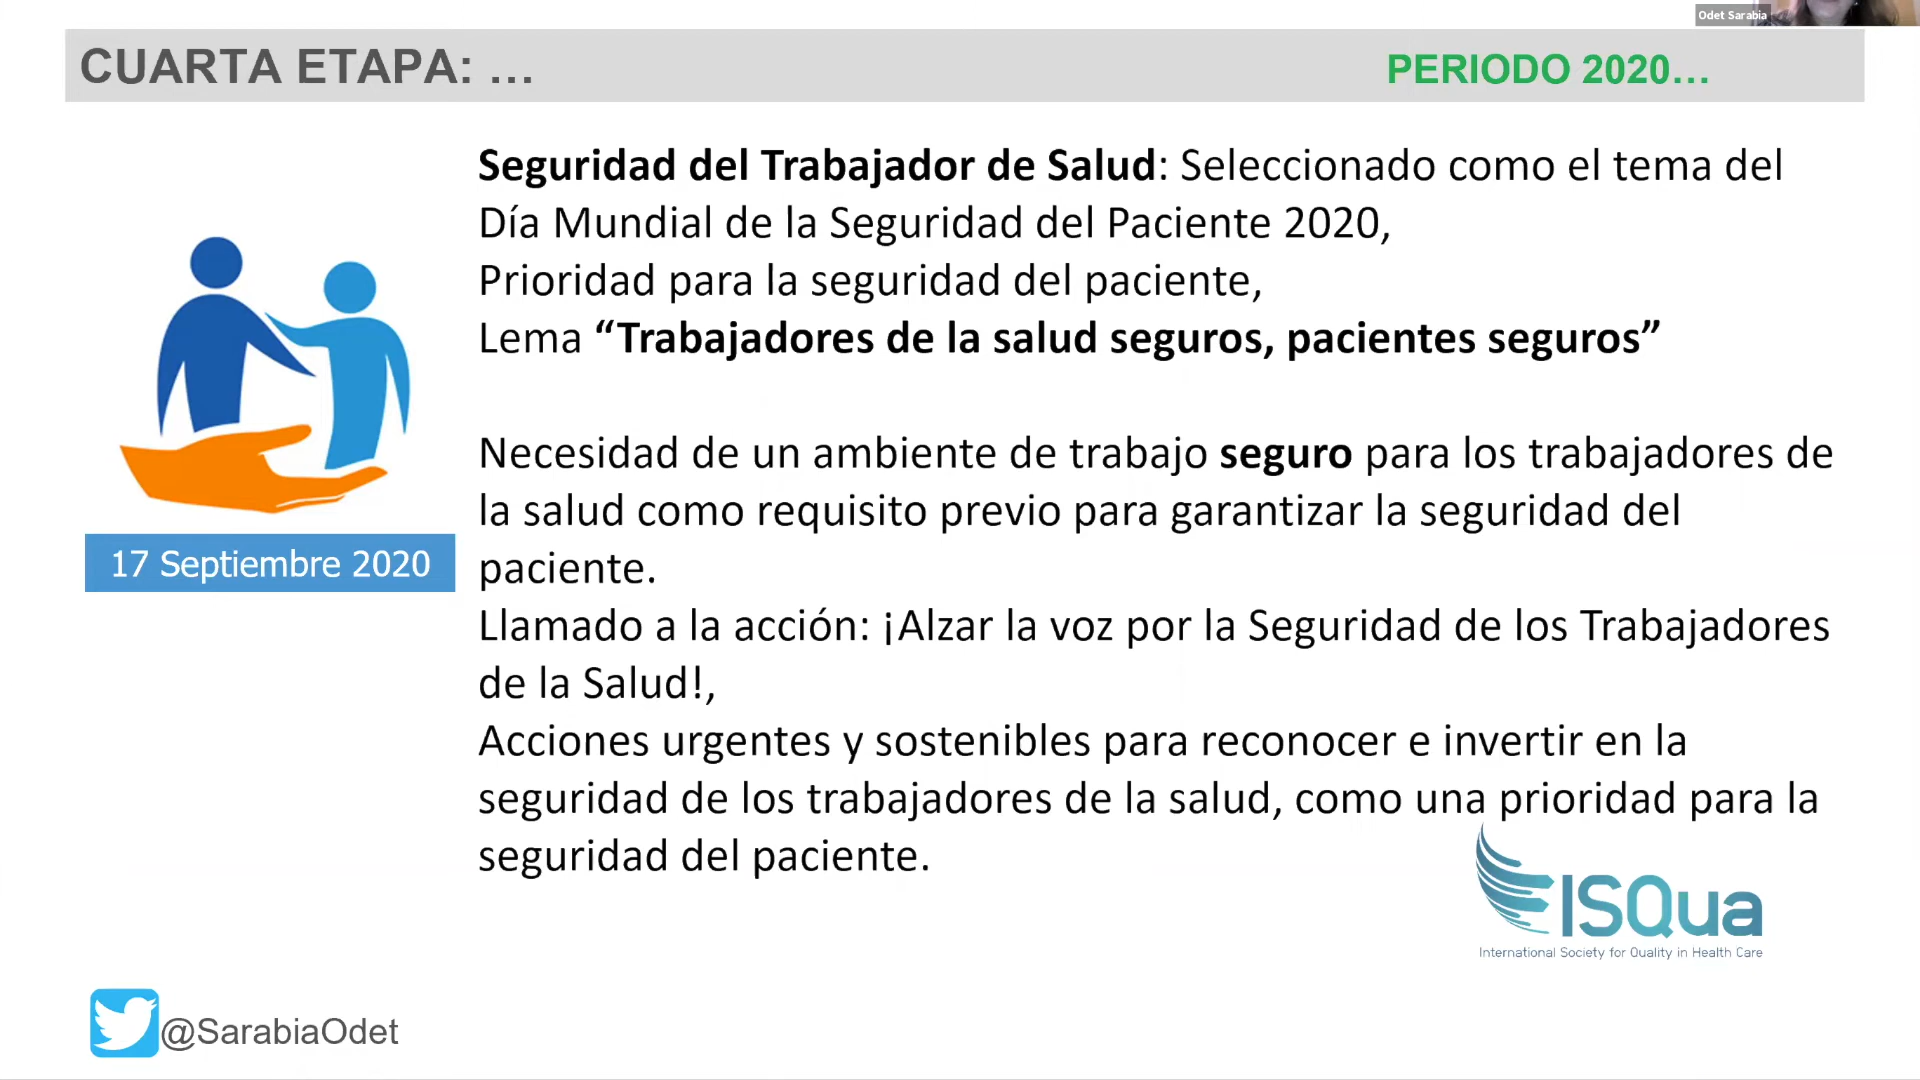 Odet Sarabia
CUARTA ETAPA: ...
PERIODO 2020...
Seguridad del Trabajador de Salud: Seleccionado como el tema del
Día Mundial de la Seguridad del Paciente 2020,
Prioridad para la seguridad del paciente,
Lema “Trabajadores de la salud seguros, pacientes seguros”
Necesidad de un ambiente de trabajo seguro para los trabajadores de
la salud como requisito previo para garantizar la seguridad del
paciente.
Llamado a la acción: ¡Alzar la voz por la Seguridad de los Trabajadores
de la Salud!,
Acciones urgentes y sostenibles para reconocer e invertir en la
seguridad de los trabajadores de la salud, como una prioridad para la
seguridad del paciente.
17 Septiembre 2020
ISQua
International Society for Quality in Health Care
@SarabiaOdet